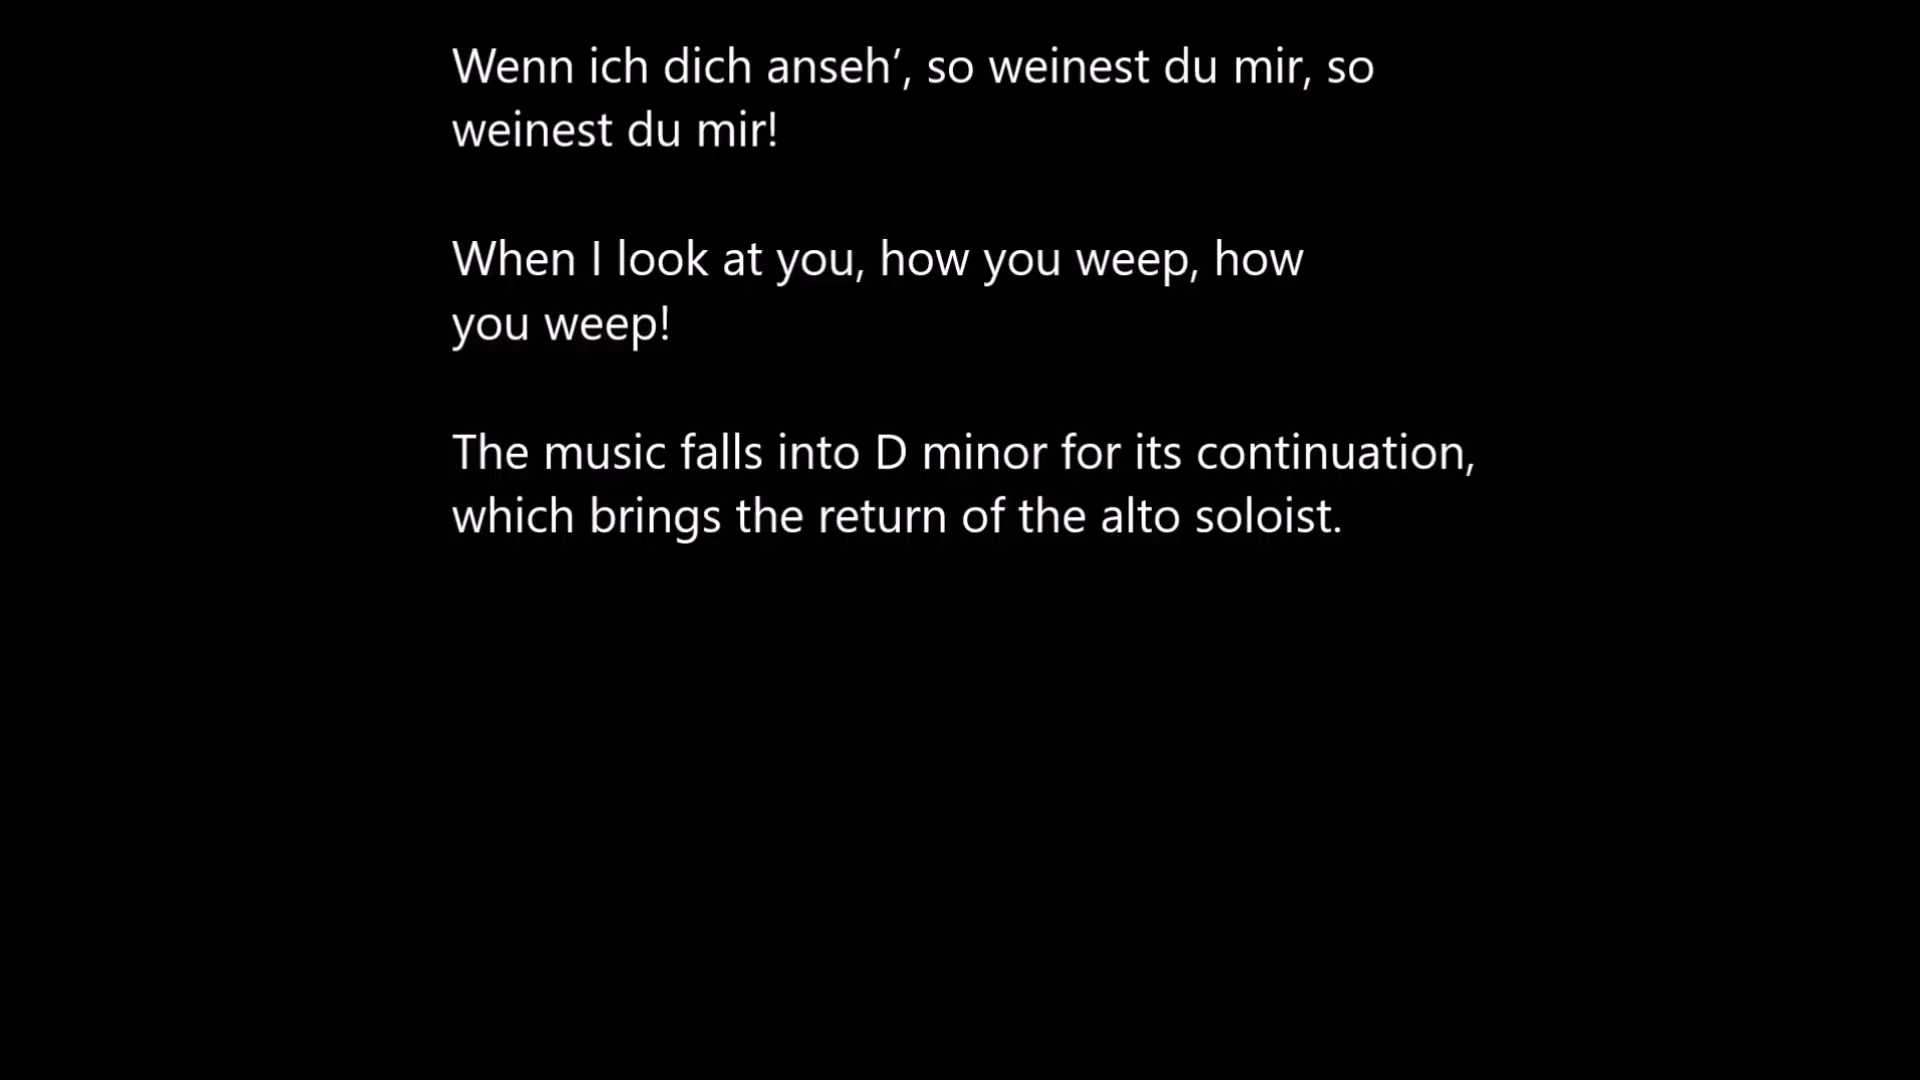 Wenn ich dich anseh’, so weinest du mir, so
weinest du mir!
When I look at you, how you weep, how
you weep!
The music falls into D minor for its continuation,
which brings the return of the alto soloist.